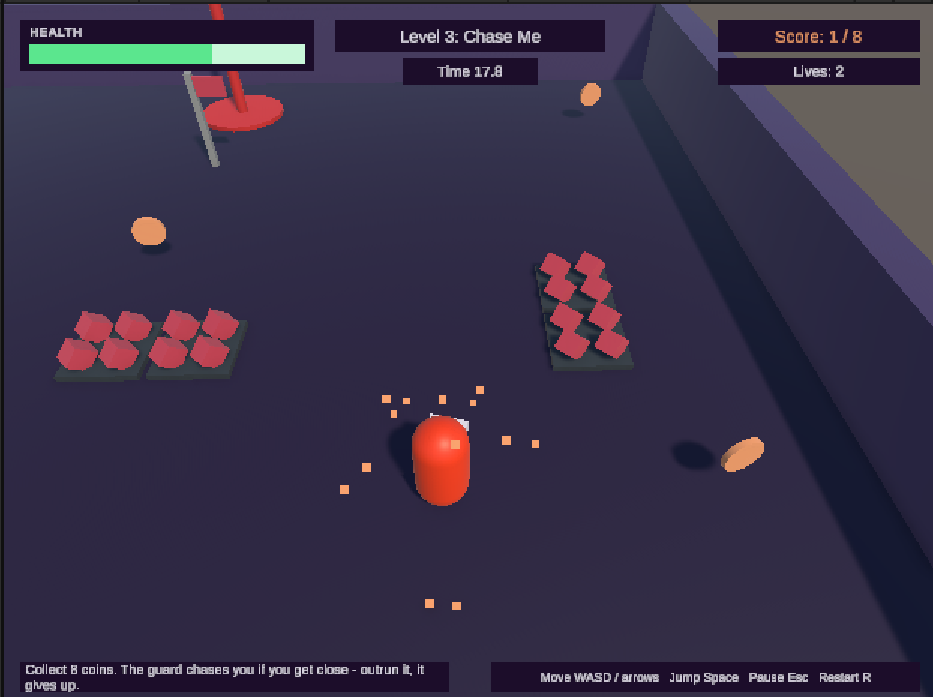 HEALTH
Level 3: Chase Me
Score: 1 / 8
Time 17.8
Lives: 2
Collect 8 coins. The guard chases you if you get close - outrun it, it
gives up.
Move WASD / arrows   Jump Space   Pause Esc   Restart R